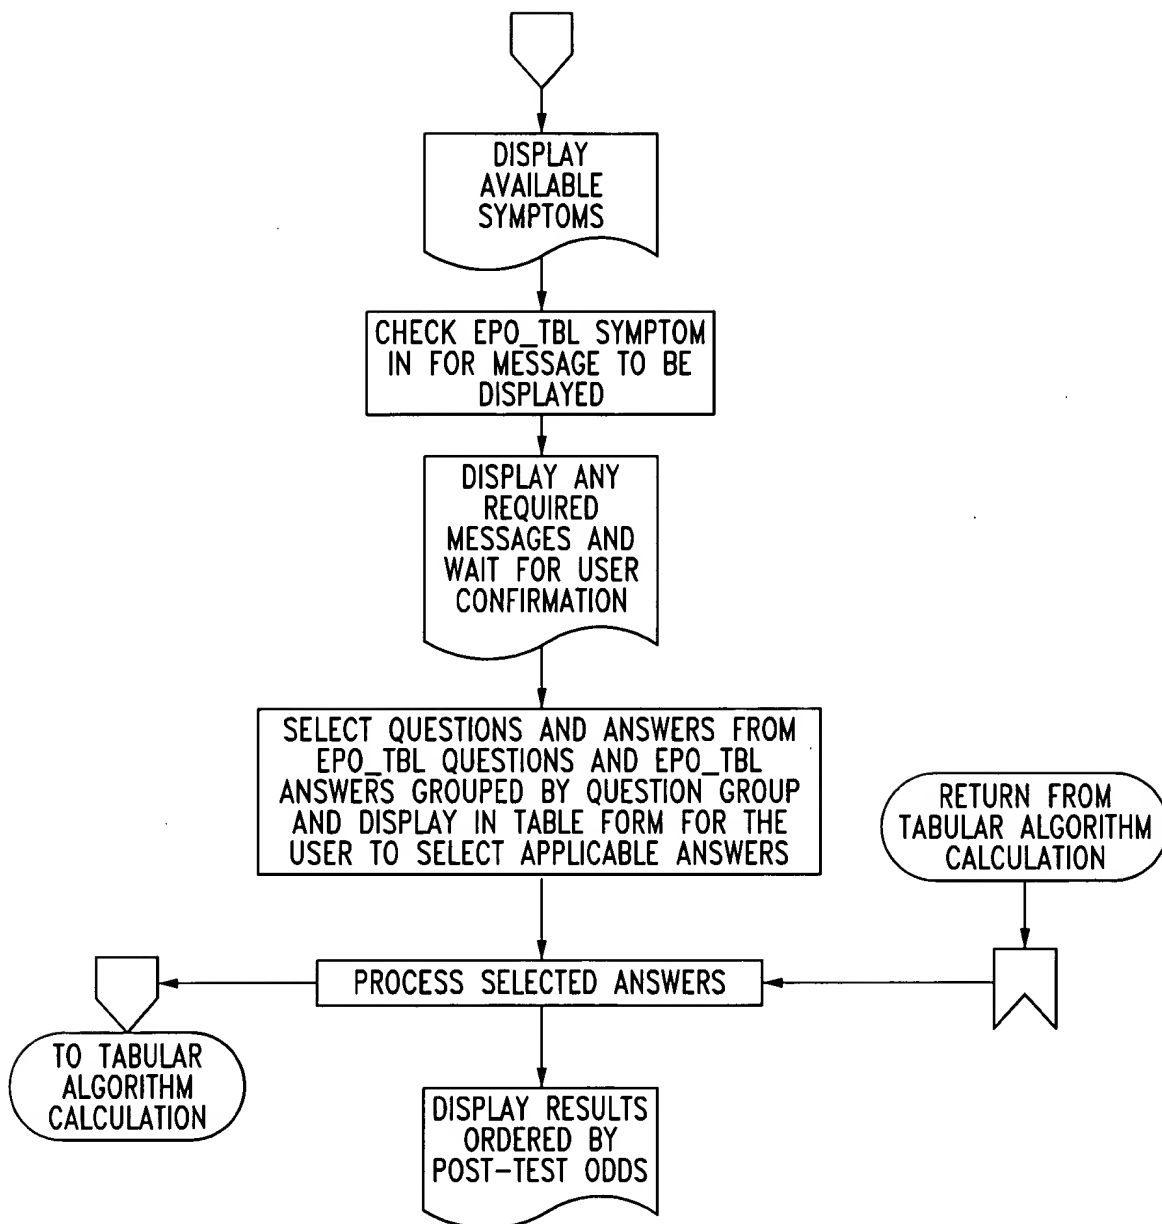 DISPLAY
AVAILABLE
SYMPTOMS
CHECK EPO_TBL SYMPTOM
IN FOR MESSAGE TO BE
DISPLAYED
DISPLAY ANY
REQUIRED
MESSAGES AND
WAIT FOR USER
CONFIRMATION
SELECT QUESTIONS AND ANSWERS FROM
EPO_TBL QUESTIONS AND EPO_TBL
ANSWERS GROUPED BY QUESTION GROUP
AND DISPLAY IN TABLE FORM FOR THE
USER TO SELECT APPLICABLE ANSWERS
RETURN FROM
TABULAR ALGORITHM
CALCULATION
PROCESS SELECTED ANSWERS
TO TABULAR
ALGORITHM
CALCULATION
DISPLAY RESULTS
ORDERED BY
POST-TEST ODDS